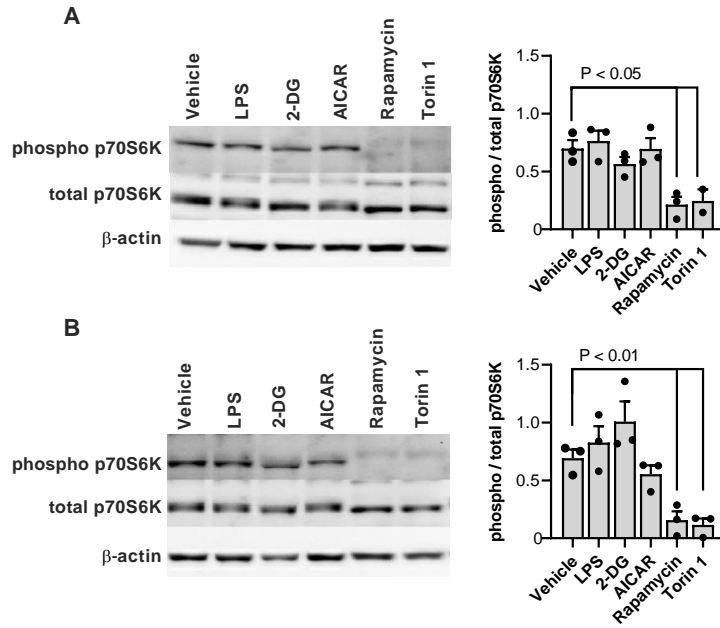 A
Vehicle
LPS
2-DG
AICAR
Rapamycin
Torin 1
phospho p70S6K
total p70S6K
β-actin
phospho / total p70S6K
1.5
1.0
0.5
0
P < 0.05
Vehicle
LPS
2-DG
AICAR
Rapamycin
Torin 1
B
Vehicle
LPS
2-DG
AICAR
Rapamycin
Torin 1
phospho p70S6K
total p70S6K
β-actin
phospho / total p70S6K
1.5
1.0
0.5
0
P < 0.01
Vehicle
LPS
2-DG
AICAR
Rapamycin
Torin 1